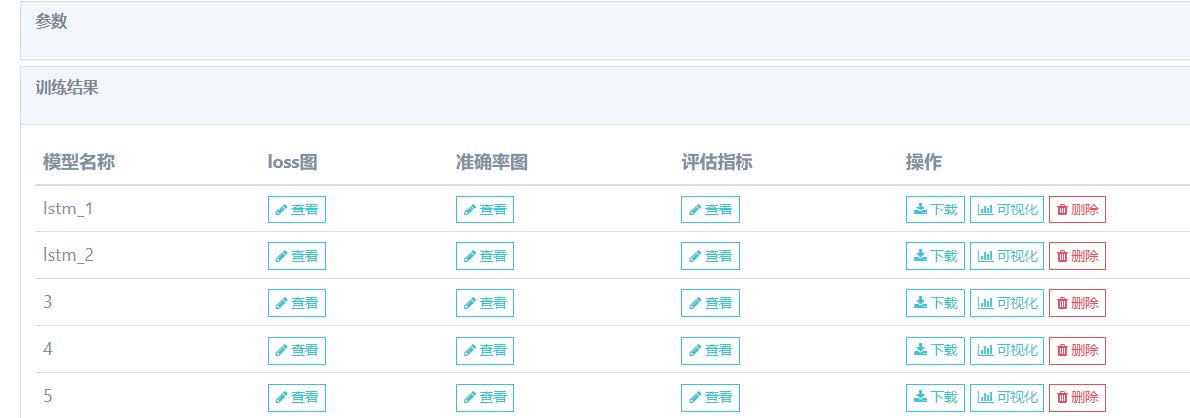 参数
训练结果
模型名称 loss图 准确率图 评估指标 操作
lstm_1 查看 查看 查看 下载 可视化 删除
lstm_2 查看 查看 查看 下载 可视化 删除
3 查看 查看 查看 下载 可视化 删除
4 查看 查看 查看 下载 可视化 删除
5 查看 查看 查看 下载 可视化 删除